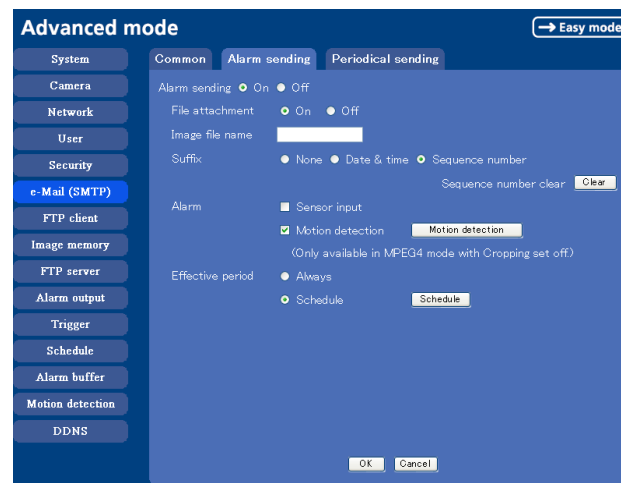 Advanced mode
→ Easy mode
System
Camera
Network
User
Security
e-Mail (SMTP)
FTP client
Image memory
FTP server
Alarm output
Trigger
Schedule
Alarm buffer
Motion detection
DDNS
Common Alarm sending Periodical sending
Alarm sending On Off
File attachment On Off
Image file name
Suffix None Date & time Sequence number
Sequence number clear Clear
Alarm Sensor input
Motion detection Motion detection
(Only available in MPEG4 mode with Cropping set off.)
Effective period Always
Schedule Schedule
OK Cancel